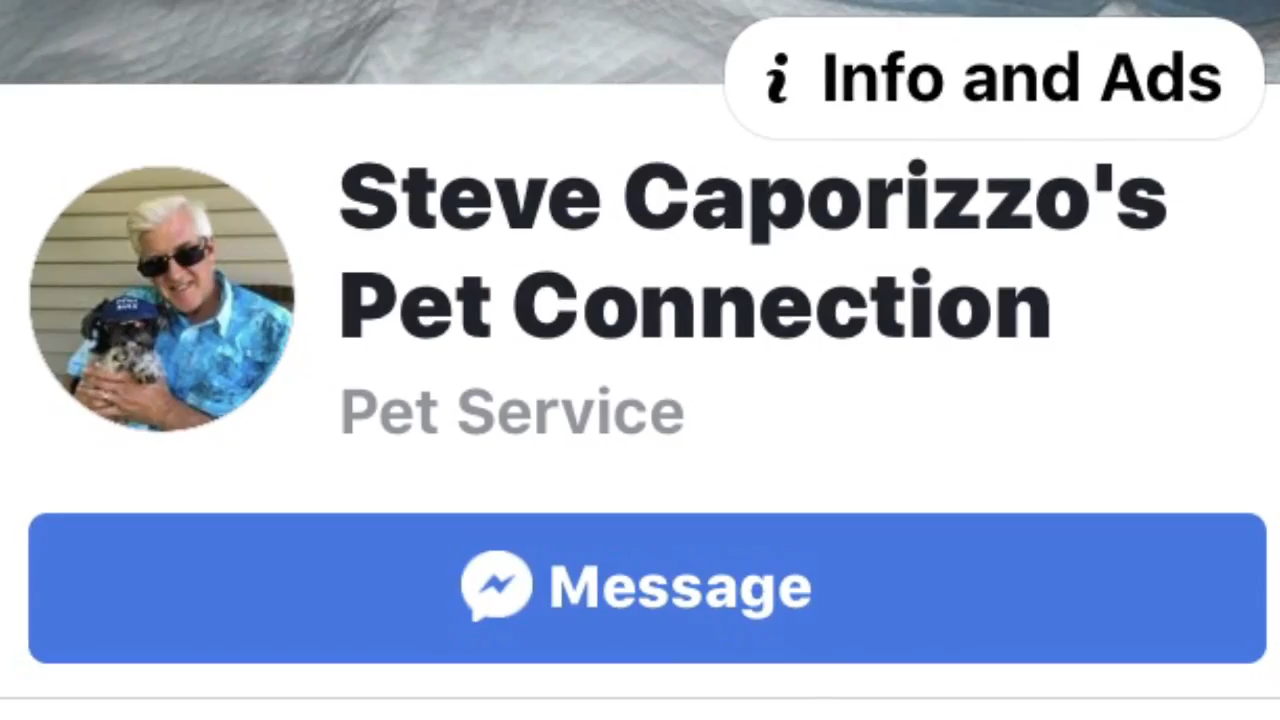 i Info and Ads
Steve Caporizzo's
Pet Connection
Pet Service
Message